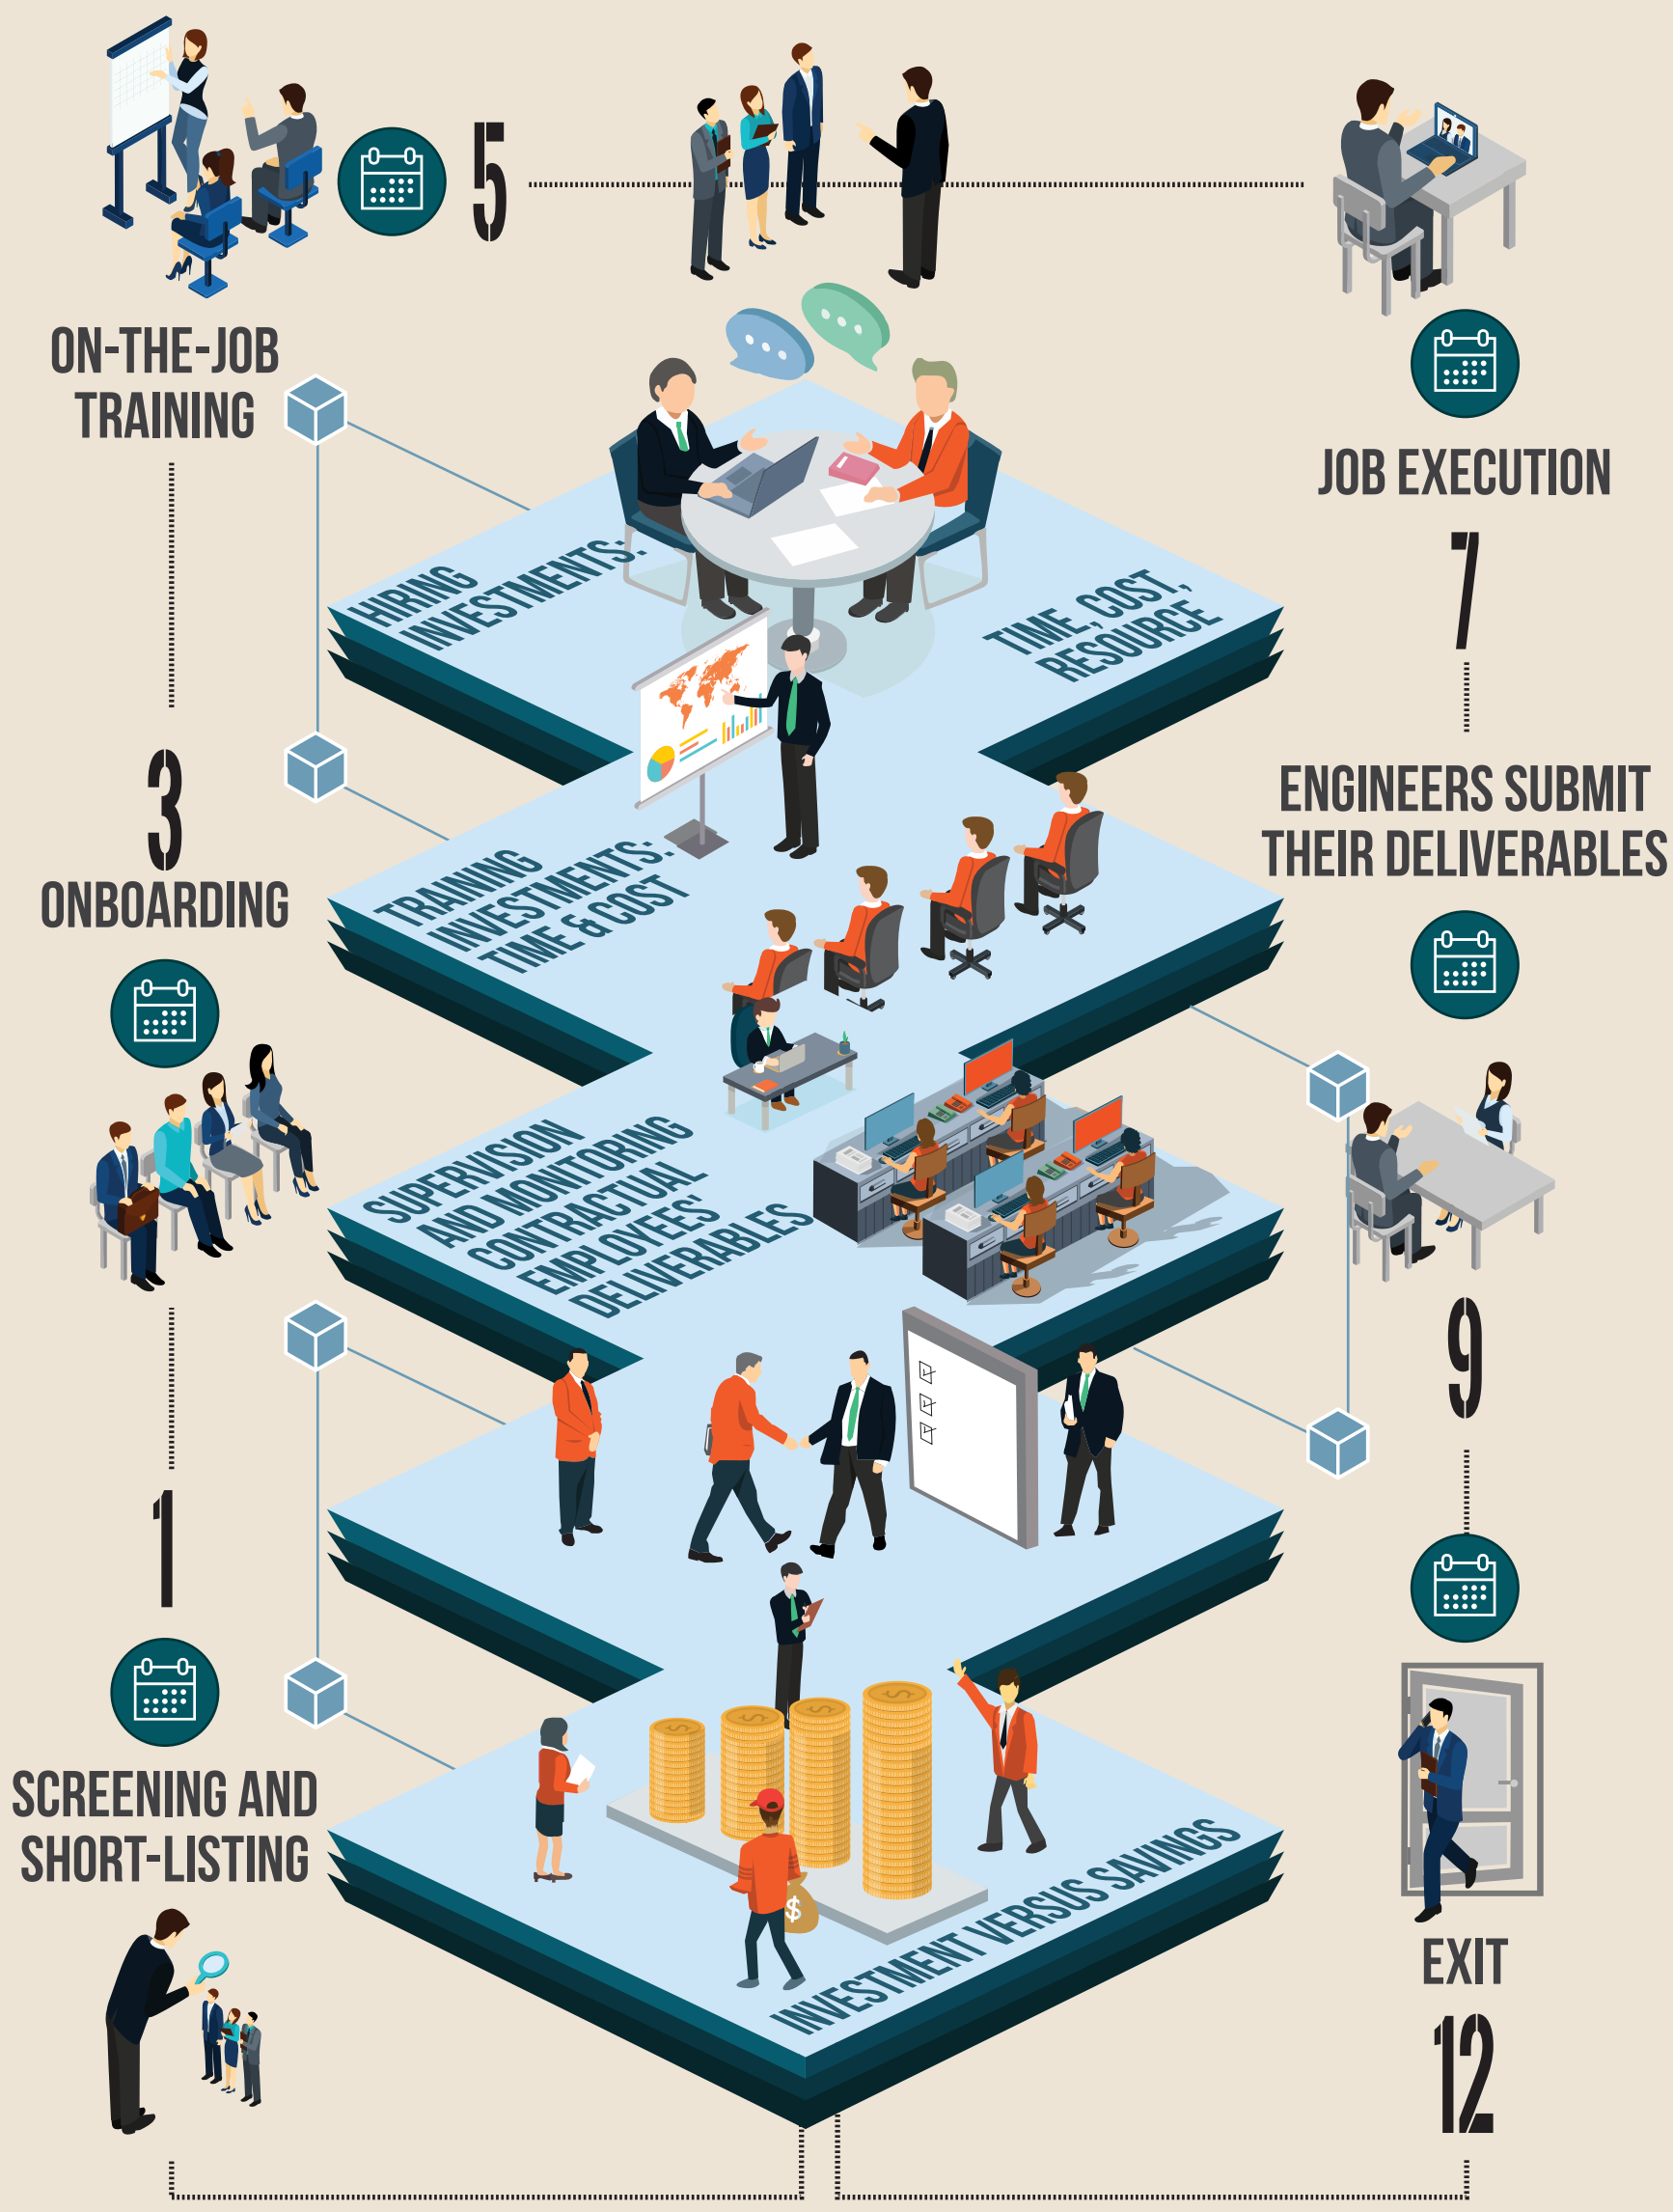 5
ON-THE-JOB
TRAINING
3
ONBOARDING
1
SCREENING AND
SHORT-LISTING
HIRING
INVESTMENTS:
TIME, COST,
RESOURCE
TRAINING
INVESTMENTS:
TIME & COST
SUPERVISION
AND MONITORING
CONTRACTUAL
EMPLOYEES'
DELIVERABLES
INVESTMENT VERSUS SAVINGS
$
JOB EXECUTION
7
ENGINEERS SUBMIT
THEIR DELIVERABLES
9
EXIT
12